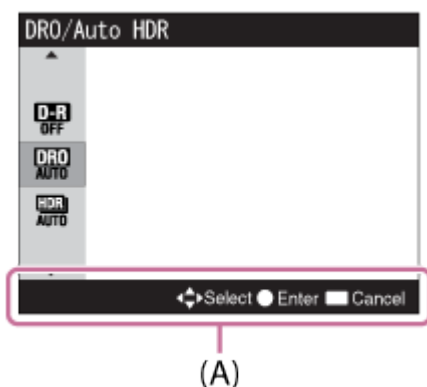 DRO/Auto HDR
D-R
OFF
DRO
AUTO
HDR
AUTO
Select Enter Cancel
(A)